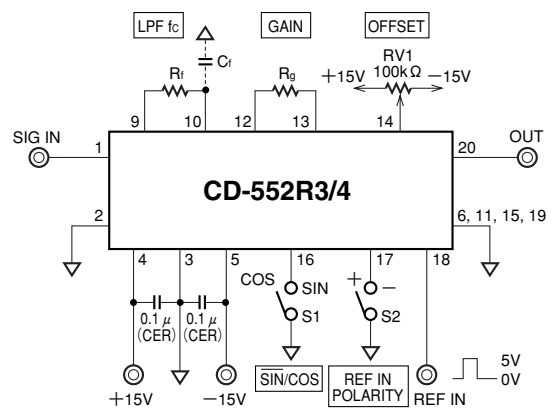 LPF fc
GAIN
OFFSET
Cf
RV1
100kΩ
+15V
−15V
Rf
Rg
9
10
12
13
14
SIG IN
1
20
OUT
CD-552R3/4
2
6, 11, 15, 19
4
3
5
16
17
18
COS
SIN
+
−
0.1 μ
(CER)
0.1 μ
(CER)
S1
S2
5V
0V
+15V
−15V
SIN/COS
REF IN
POLARITY
REF IN